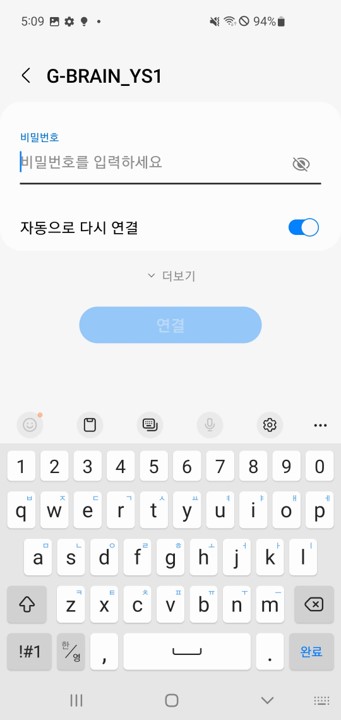 5:09 94%
G-BRAIN_YS1
비밀번호
비밀번호를 입력하세요
자동으로 다시 연결
더보기
연결
1 2 3 4 5 6 7 8 9 0
q ㅂ w ㅈ e ㄷ r ㄱ t ㅅ y ㅛ u ㅕ i ㅑ o ㅐ p ㅔ
a ㅁ s ㄴ d ㅇ f ㄹ g ㅎ h ㅗ j ㅓ k ㅏ l ㅣ
z ㅋ x ㅌ c ㅊ v ㅍ b ㅠ n ㅜ m ㅡ
!#1 한/영 , . 완료